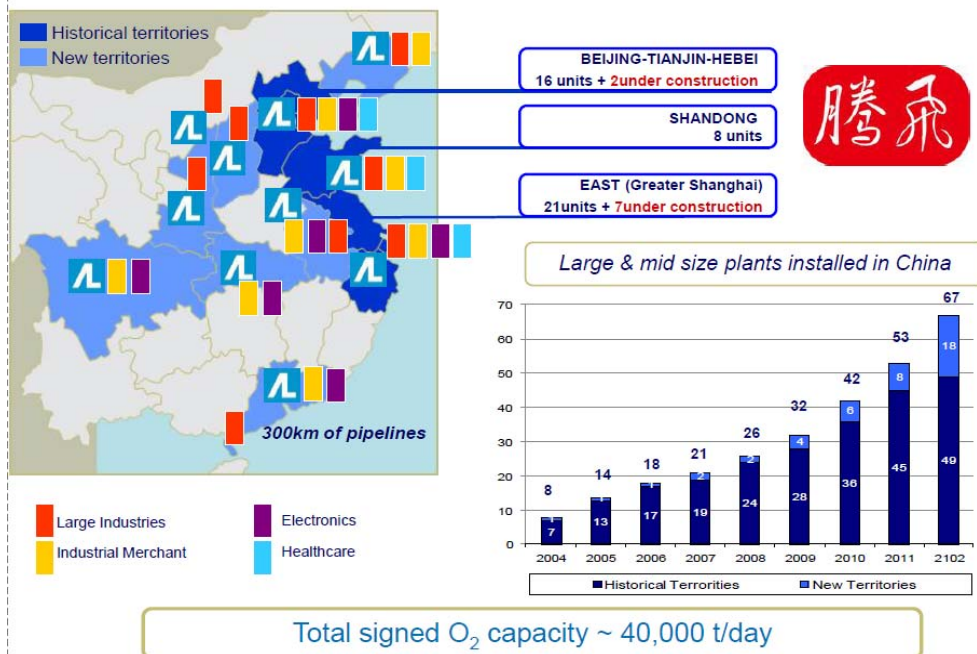 Historical territories
New territories
BEIJING-TIANJIN-HEBEI
16 units + 2under construction
SHANDONG
8 units
EAST (Greater Shanghai)
21units + 7under construction
腾飞
300km of pipelines
Large Industries
Industrial Merchant
Electronics
Healthcare
Large & mid size plants installed in China
70
60
50
40
30
20
10
0
8
14
18
21
26
32
42
53
67
1
1
1
2
2
4
6
8
18
7
13
17
19
24
28
36
45
49
2004
2005
2006
2007
2008
2009
2010
2011
2102
Historical Terrorities
New Territories
Total signed O₂ capacity ~ 40,000 t/day